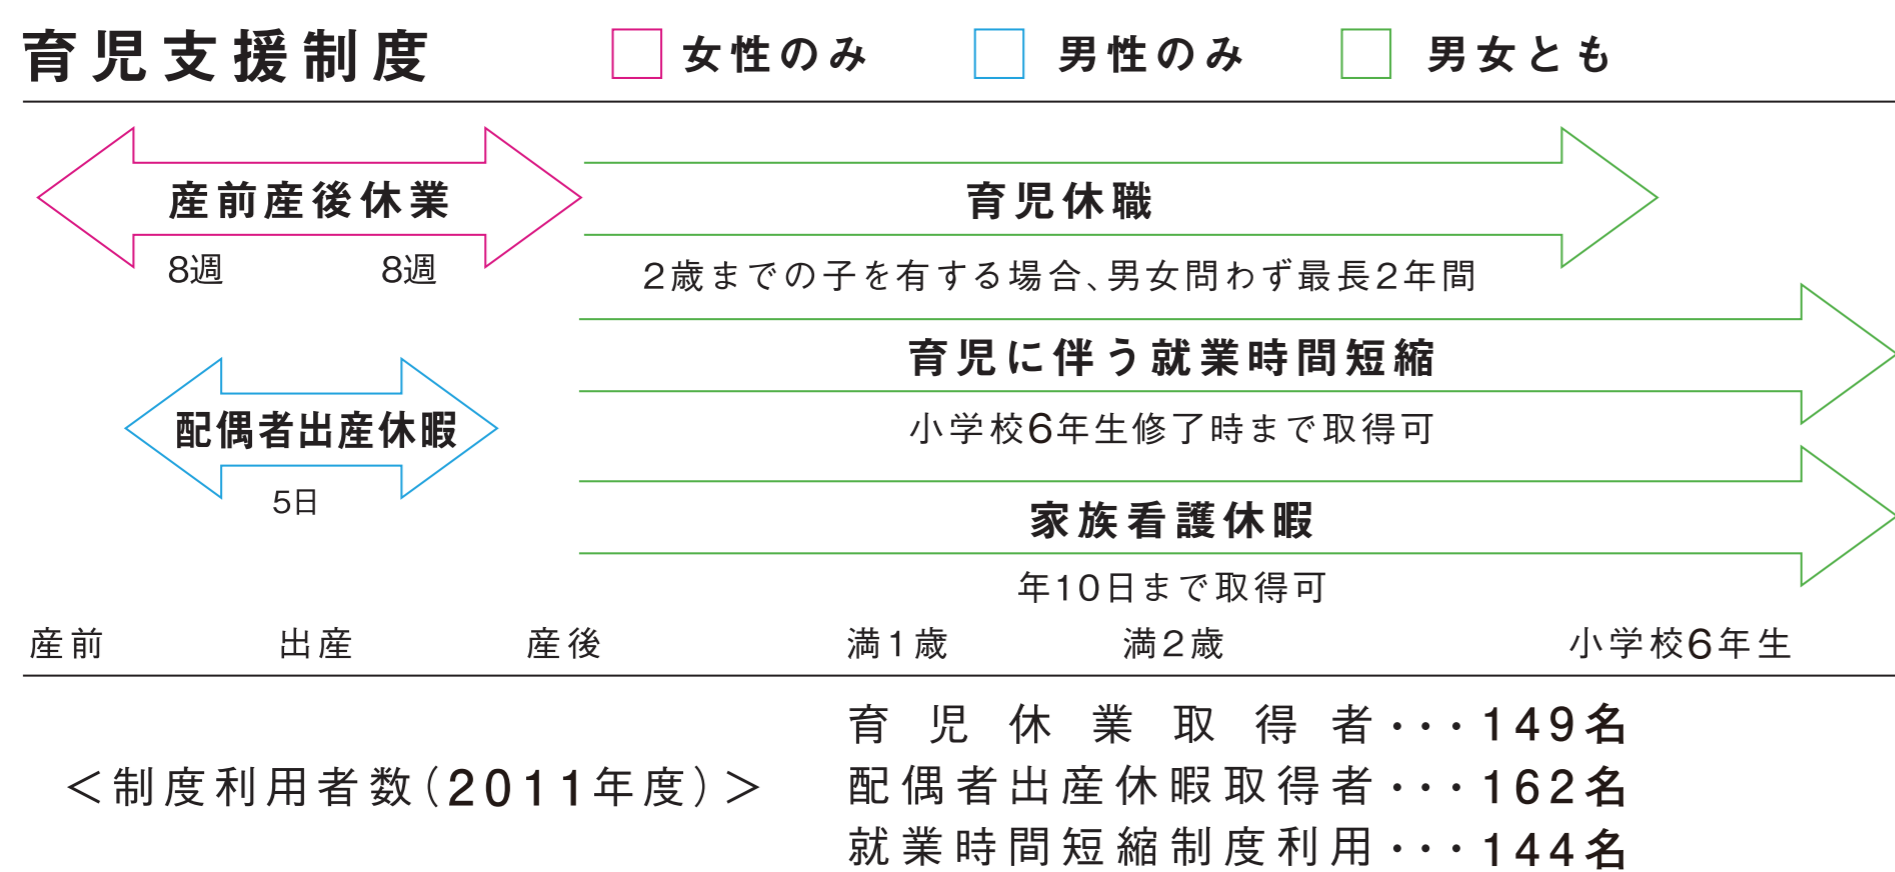 育児支援制度 女性のみ 男性のみ 男女とも
産前産後休業
8週 8週
育児休職
2歳までの子を有する場合、男女問わず最長2年間
育児に伴う就業時間短縮
小学校6年生修了時まで取得可
配偶者出産休暇
5日
家族看護休暇
年10日まで取得可
産前 出産 産後 満1歳 満2歳 小学校6年生
＜制度利用者数(2011年度)＞
育児休業取得者･･･149名
配偶者出産休暇取得者･･･162名
就業時間短縮制度利用･･･144名